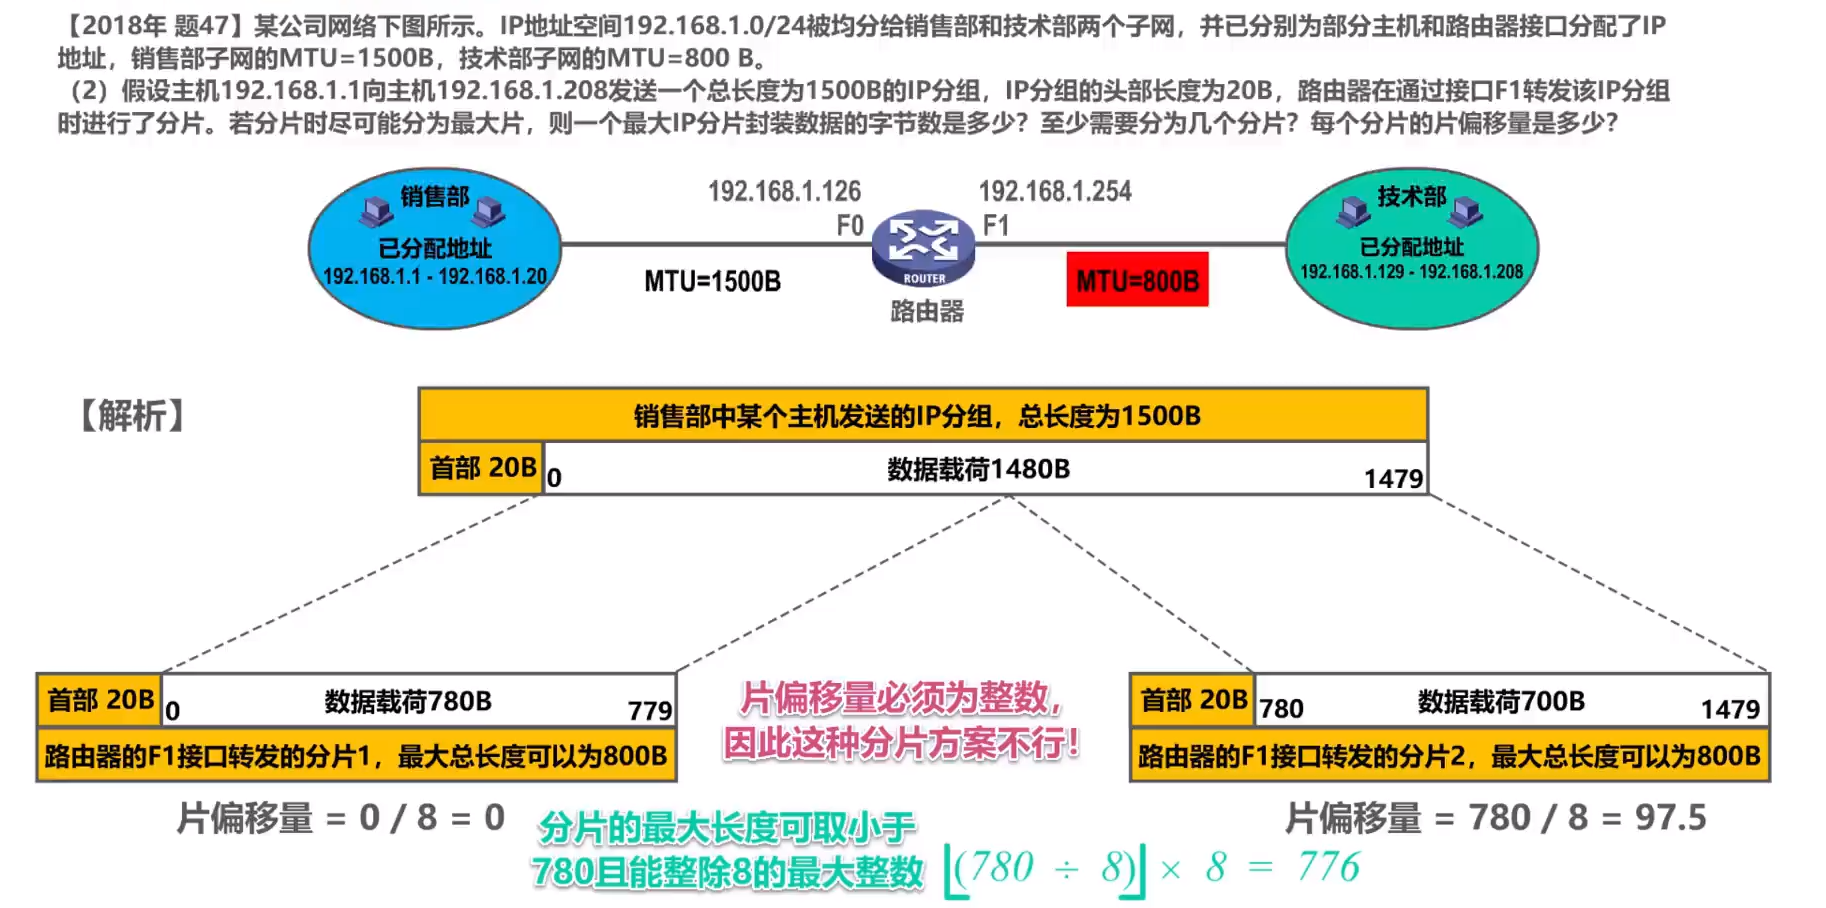 【2018年 题47】某公司网络下图所示。IP地址空间192.168.1.0/24被均分给销售部和技术部两个子网，并已分别为部分主机和路由器接口分配了IP
地址，销售部子网的MTU=1500B，技术部子网的MTU=800 B。
（2）假设主机192.168.1.1向主机192.168.1.208发送一个总长度为1500B的IP分组，IP分组的头部长度为20B，路由器在通过接口F1转发该IP分组
时进行了分片。若分片时尽可能分为最大片，则一个最大IP分片封装数据的字节数是多少？至少需要分为几个分片？每个分片的片偏移量是多少？
销售部
已分配地址
192.168.1.1 - 192.168.1.20
192.168.1.126
F0
MTU=1500B
ROUTER
路由器
192.168.1.254
F1
MTU=800B
技术部
已分配地址
192.168.1.129 - 192.168.1.208
【解析】
销售部中某个主机发送的IP分组，总长度为1500B
首部 20B
0
数据载荷1480B
1479
首部 20B
0
数据载荷780B
779
路由器的F1接口转发的分片1，最大总长度可以为800B
片偏移量 = 0 / 8 = 0
片偏移量必须为整数，
因此这种分片方案不行！
首部 20B
780
数据载荷700B
1479
路由器的F1接口转发的分片2，最大总长度可以为800B
片偏移量 = 780 / 8 = 97.5
分片的最大长度可取小于
780且能整除8的最大整数
⌊(780 ÷ 8)⌋ × 8 = 776